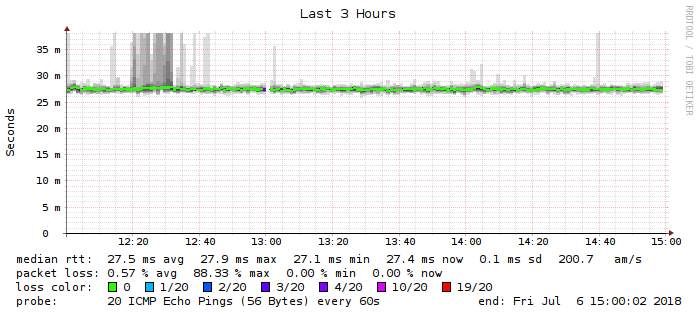 Last 3 Hours
RRDTOOL / TOBI OETIKER
Seconds
35 m
30 m
25 m
20 m
15 m
10 m
5 m
0
12:20 12:40 13:00 13:20 13:40 14:00 14:20 14:40 15:00
median rtt: 27.5 ms avg 27.9 ms max 27.1 ms min 27.4 ms now 0.1 ms sd 200.7 am/s
packet loss: 0.57 % avg 88.33 % max 0.00 % min 0.00 % now
loss color: 0 1/20 2/20 3/20 4/20 10/20 19/20
probe: 20 ICMP Echo Pings (56 Bytes) every 60s end: Fri Jul 6 15:00:02 2018